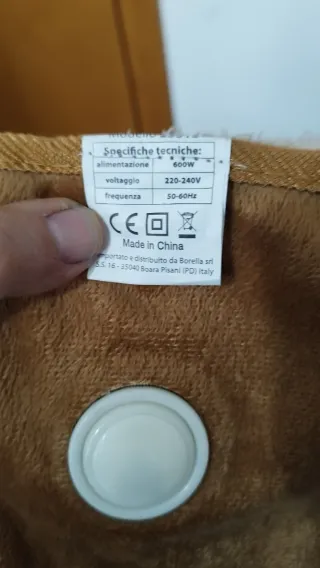 Specifiche tecniche:
alimentazione 600W
voltaggio 220-240V
frequenza 50-60Hz
CE
Made in China
portato e distribuito da Borella srl
S.S. 16 - 35040 Boara Pisani (PD) Italy